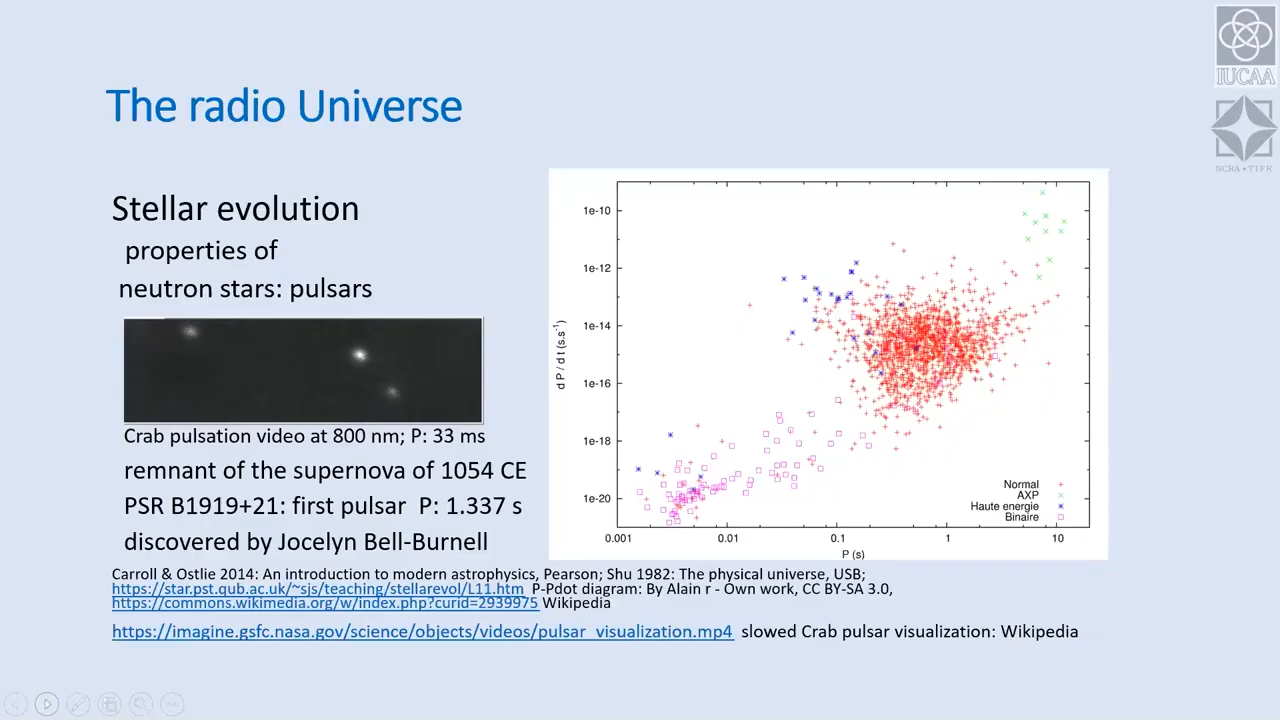 IUCAA
NCRA • TIFR
The radio Universe
Stellar evolution
properties of
neutron stars: pulsars
Crab pulsation video at 800 nm; P: 33 ms
remnant of the supernova of 1054 CE
PSR B1919+21: first pulsar P: 1.337 s
discovered by Jocelyn Bell-Burnell
1e-10
1e-12
1e-14
1e-16
1e-18
1e-20
d P / d t (s.s⁻¹)
0.001 0.01 0.1 1 10
P (s)
Normal
AXP
Haute energie
Binaire
Carroll & Ostlie 2014: An introduction to modern astrophysics, Pearson; Shu 1982: The physical universe, USB;
https://star.pst.qub.ac.uk/~sjs/teaching/stellarevol/L11.htm P-Pdot diagram: By Alain r - Own work, CC BY-SA 3.0,
https://commons.wikimedia.org/w/index.php?curid=2939975 Wikipedia
https://imagine.gsfc.nasa.gov/science/objects/videos/pulsar_visualization.mp4 slowed Crab pulsar visualization: Wikipedia